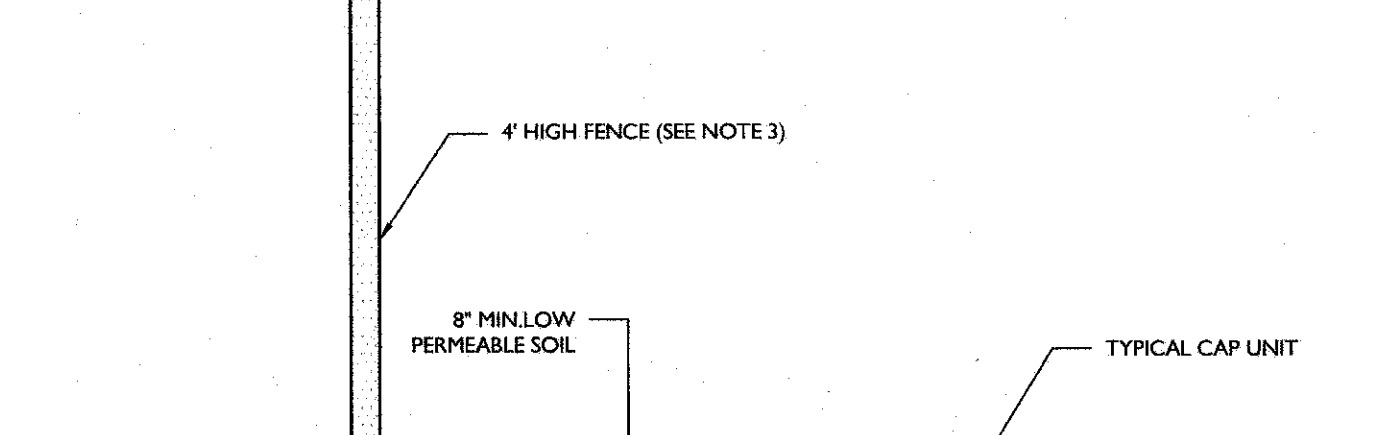 4' HIGH FENCE (SEE NOTE 3)
8" MIN.LOW
PERMEABLE SOIL
TYPICAL CAP UNIT